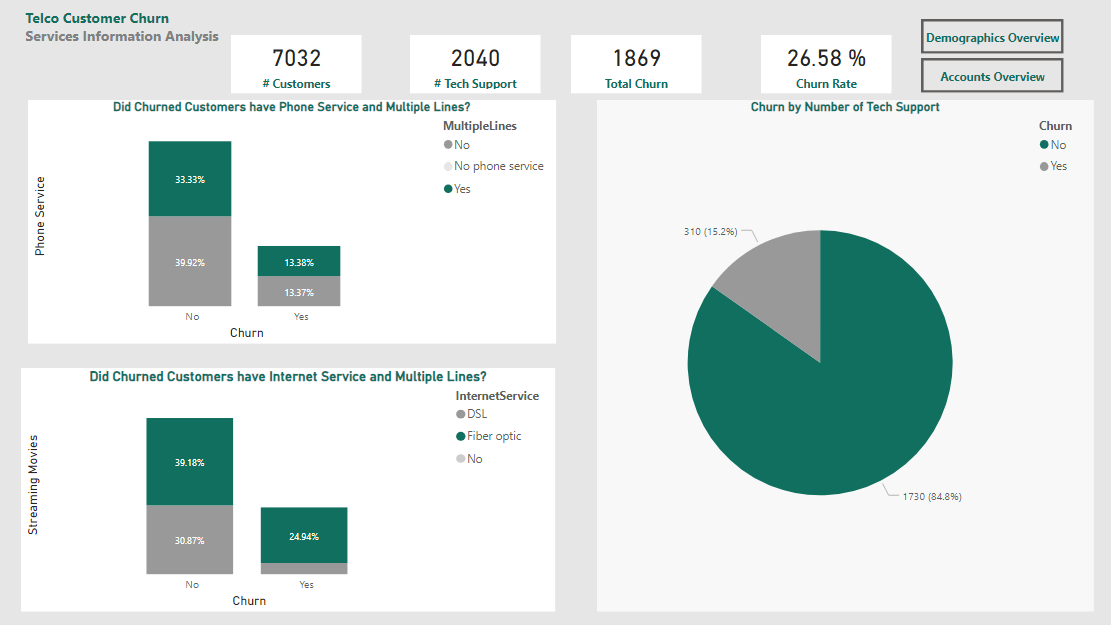 Telco Customer Churn
Services Information Analysis
7032
# Customers
2040
# Tech Support
1869
Total Churn
26.58 %
Churn Rate
Demographics Overview
Accounts Overview
Did Churned Customers have Phone Service and Multiple Lines?
MultipleLines
No
No phone service
Yes
Phone Service
33.33%
39.92%
13.38%
13.37%
No
Yes
Churn
Did Churned Customers have Internet Service and Multiple Lines?
InternetService
DSL
Fiber optic
No
Streaming Movies
39.18%
30.87%
24.94%
No
Yes
Churn
Churn by Number of Tech Support
Churn
No
Yes
310 (15.2%)
1730 (84.8%)